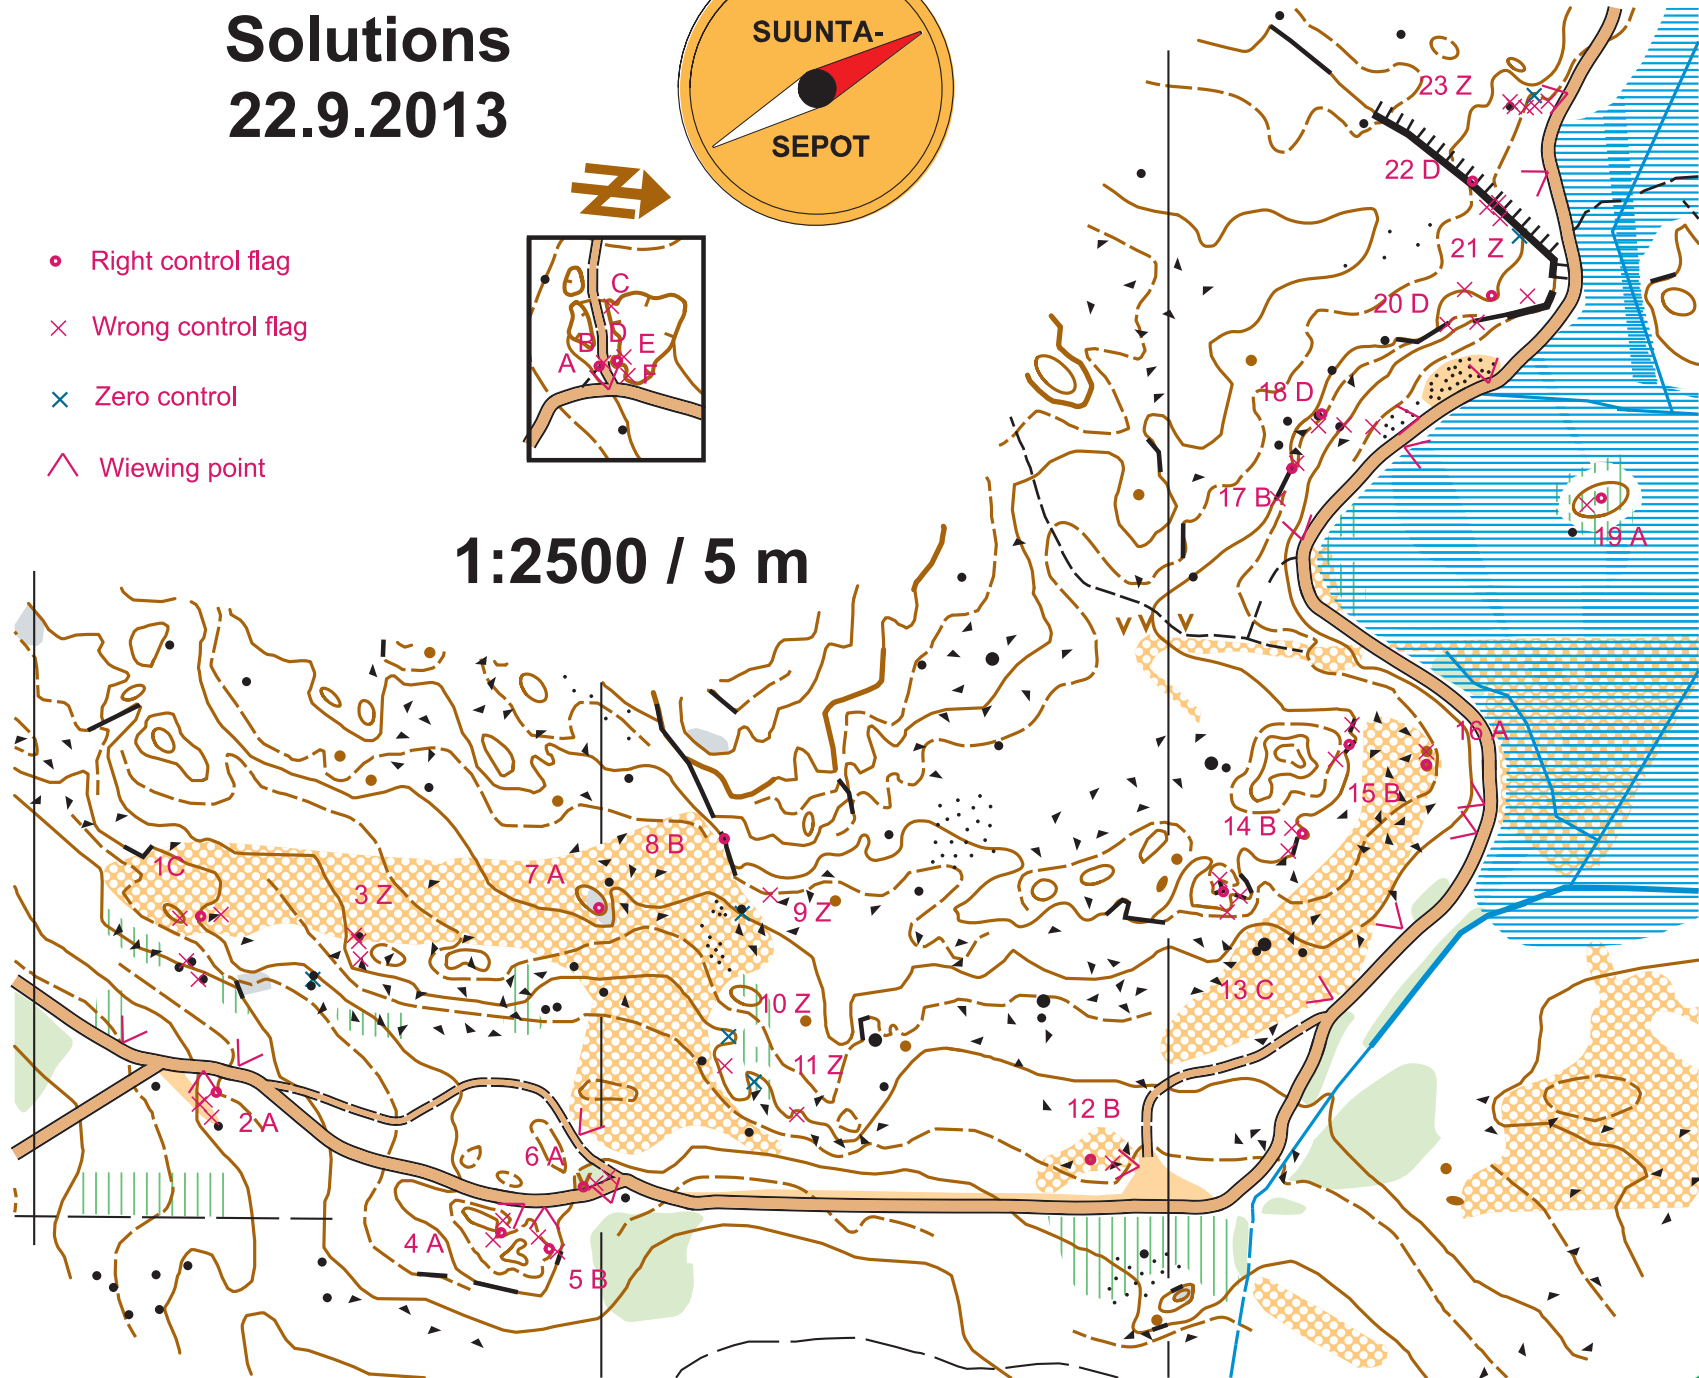 Solutions
22.9.2013
SUUNTA-
SEPOT
N
Right control flag
Wrong control flag
Zero control
Wiewing point
C
B D E
A F
1:2500 / 5 m
23 Z
22 D
21 Z
20 D
18 D
17 B
19 A
16 A
15 B
14 B
13 C
12 B
11 Z
10 Z
9 Z
8 B
7 A
3 Z
1C
2 A
6 A
4 A
5 B